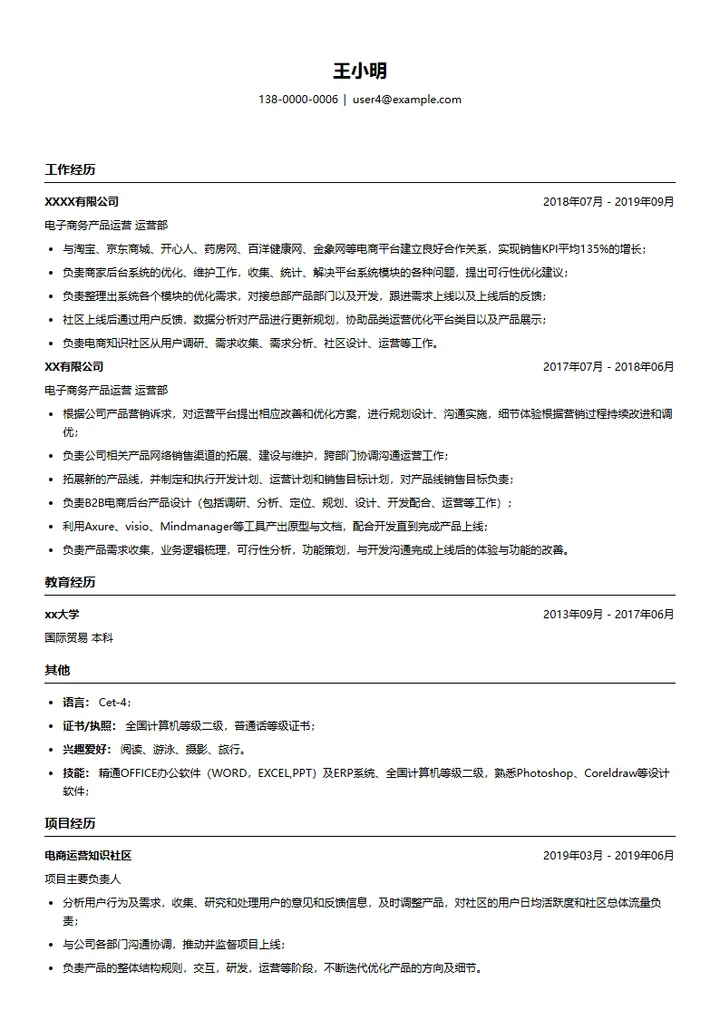 王小明
138-0000-0006 | user4@example.com
工作经历
XXXX有限公司 2018年07月 - 2019年09月
电子商务产品运营 运营部
• 与淘宝、京东商城、开心人、药房网、百洋健康网、金象网等电商平台建立良好合作关系，实现销售KPI平均135%的增长；
• 负责商家后台系统的优化、维护工作，收集、统计、解决平台系统模块的各种问题，提出可行性优化建议；
• 负责整理出系统各个模块的优化需求，对接总部产品部门以及开发，跟进需求上线以及上线后的反馈；
• 社区上线后通过用户反馈，数据分析对产品进行更新规划，协助品类运营优化平台类目以及产品展示；
• 负责电商知识社区从用户调研、需求收集、需求分析、社区设计、运营等工作。
XX有限公司 2017年07月 - 2018年06月
电子商务产品运营 运营部
• 根据公司产品营销诉求，对运营平台提出相应改善和优化方案，进行规划设计、沟通实施，细节体验根据营销过程持续改进和调
优；
• 负责公司相关产品网络销售渠道的拓展、建设与维护，跨部门协调沟通运营工作；
• 拓展新的产品线，并制定和执行开发计划、运营计划和销售目标计划，对产品线销售目标负责；
• 负责B2B电商后台产品设计（包括调研、分析、定位、规划、设计、开发配合、运营等工作）；
• 利用Axure、visio、Mindmanager等工具产出原型与文档，配合开发直到完成产品上线；
• 负责产品需求收集，业务逻辑梳理，可行性分析，功能策划，与开发沟通完成上线后的体验与功能的改善。
教育经历
xx大学 2013年09月 - 2017年06月
国际贸易 本科
其他
• 语言： Cet-4；
• 证书/执照： 全国计算机等级二级，普通话等级证书；
• 兴趣爱好： 阅读、游泳、摄影、旅行。
• 技能： 精通OFFICE办公软件（WORD，EXCEL,PPT）及ERP系统、全国计算机等级二级，熟悉Photoshop、Coreldraw等设计
软件；
项目经历
电商运营知识社区 2019年03月 - 2019年06月
项目主要负责人
• 分析用户行为及需求，收集、研究和处理用户的意见和反馈信息，及时调整产品，对社区的用户日均活跃度和社区总体流量负
责；
• 与公司各部门沟通协调，推动并监督项目上线；
• 负责产品的整体结构规则，交互，研发，运营等阶段，不断迭代优化产品的方向及细节。